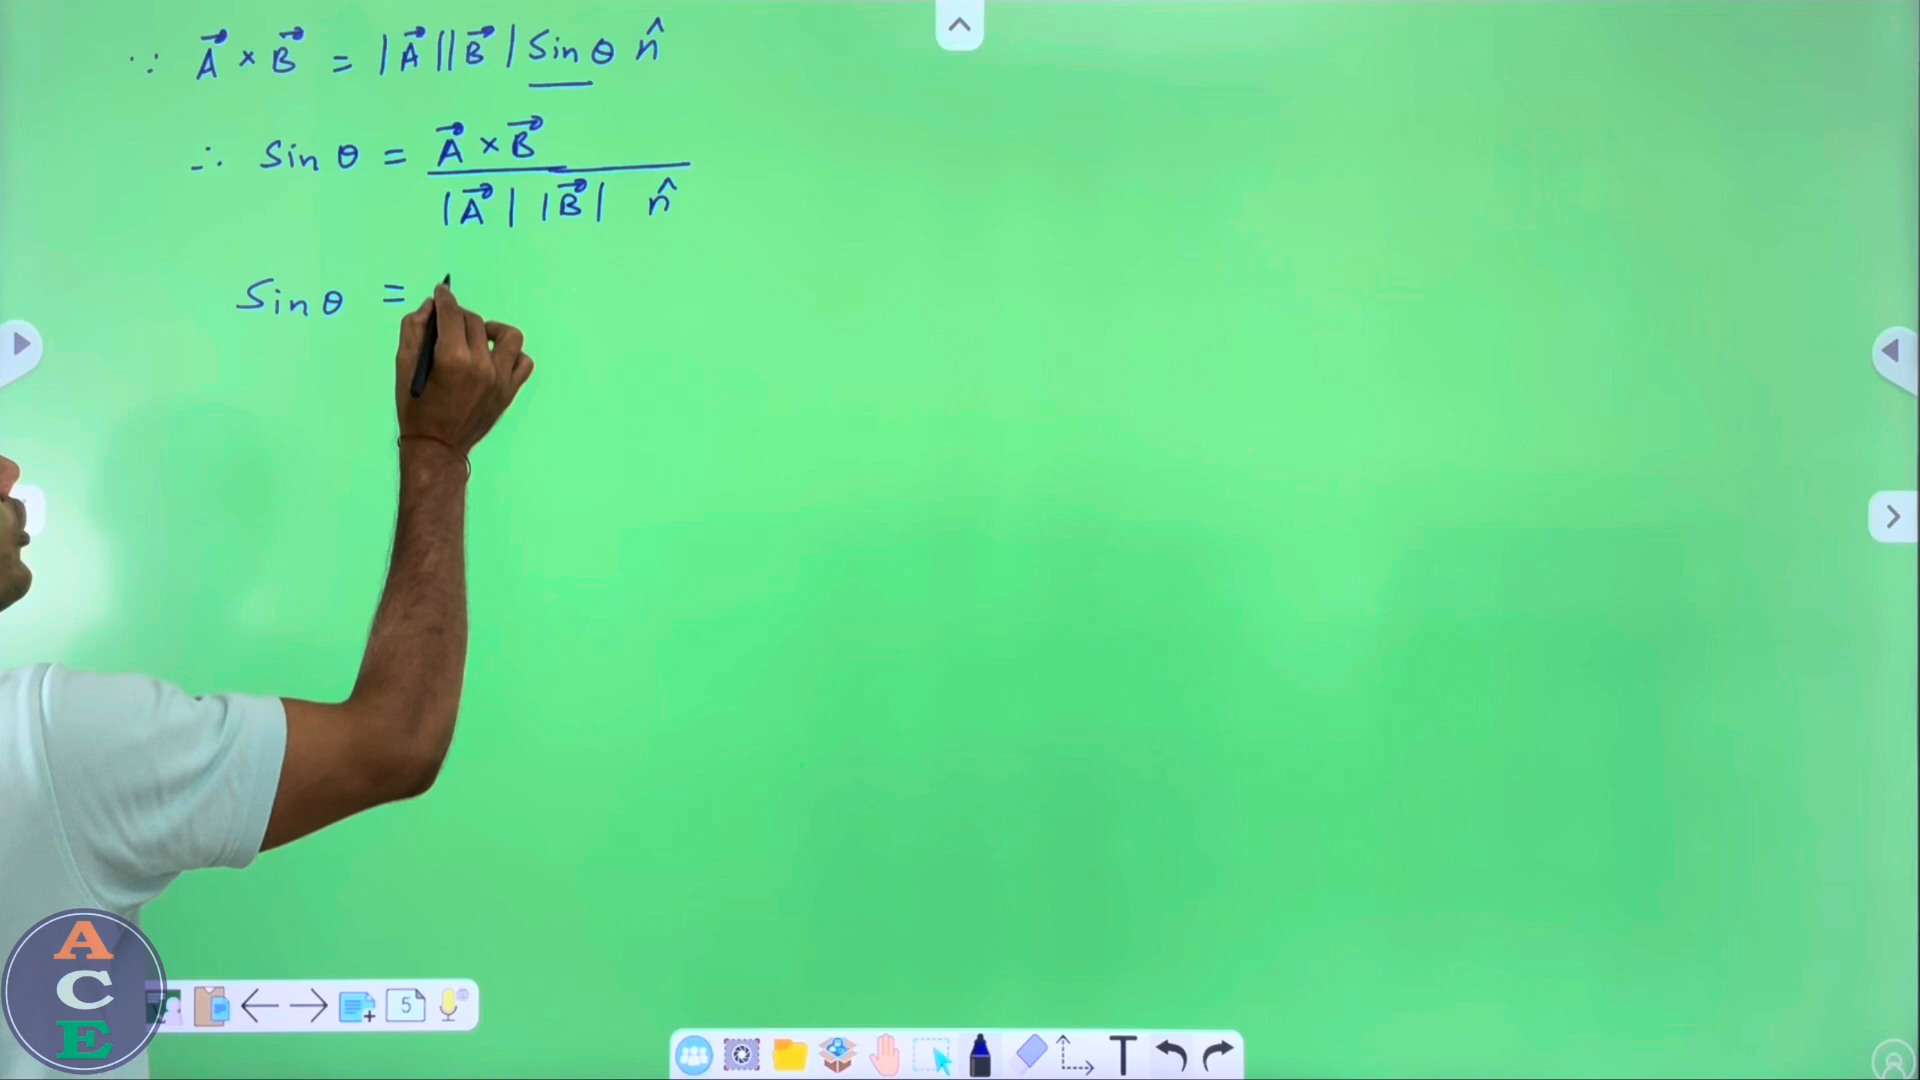 ∵ A⃗ × B⃗ = |A⃗||B⃗| Sin θ n̂
∴ Sin θ = A⃗ × B⃗
|A⃗| |B⃗| n̂
Sin θ =
A
C
E
5
T